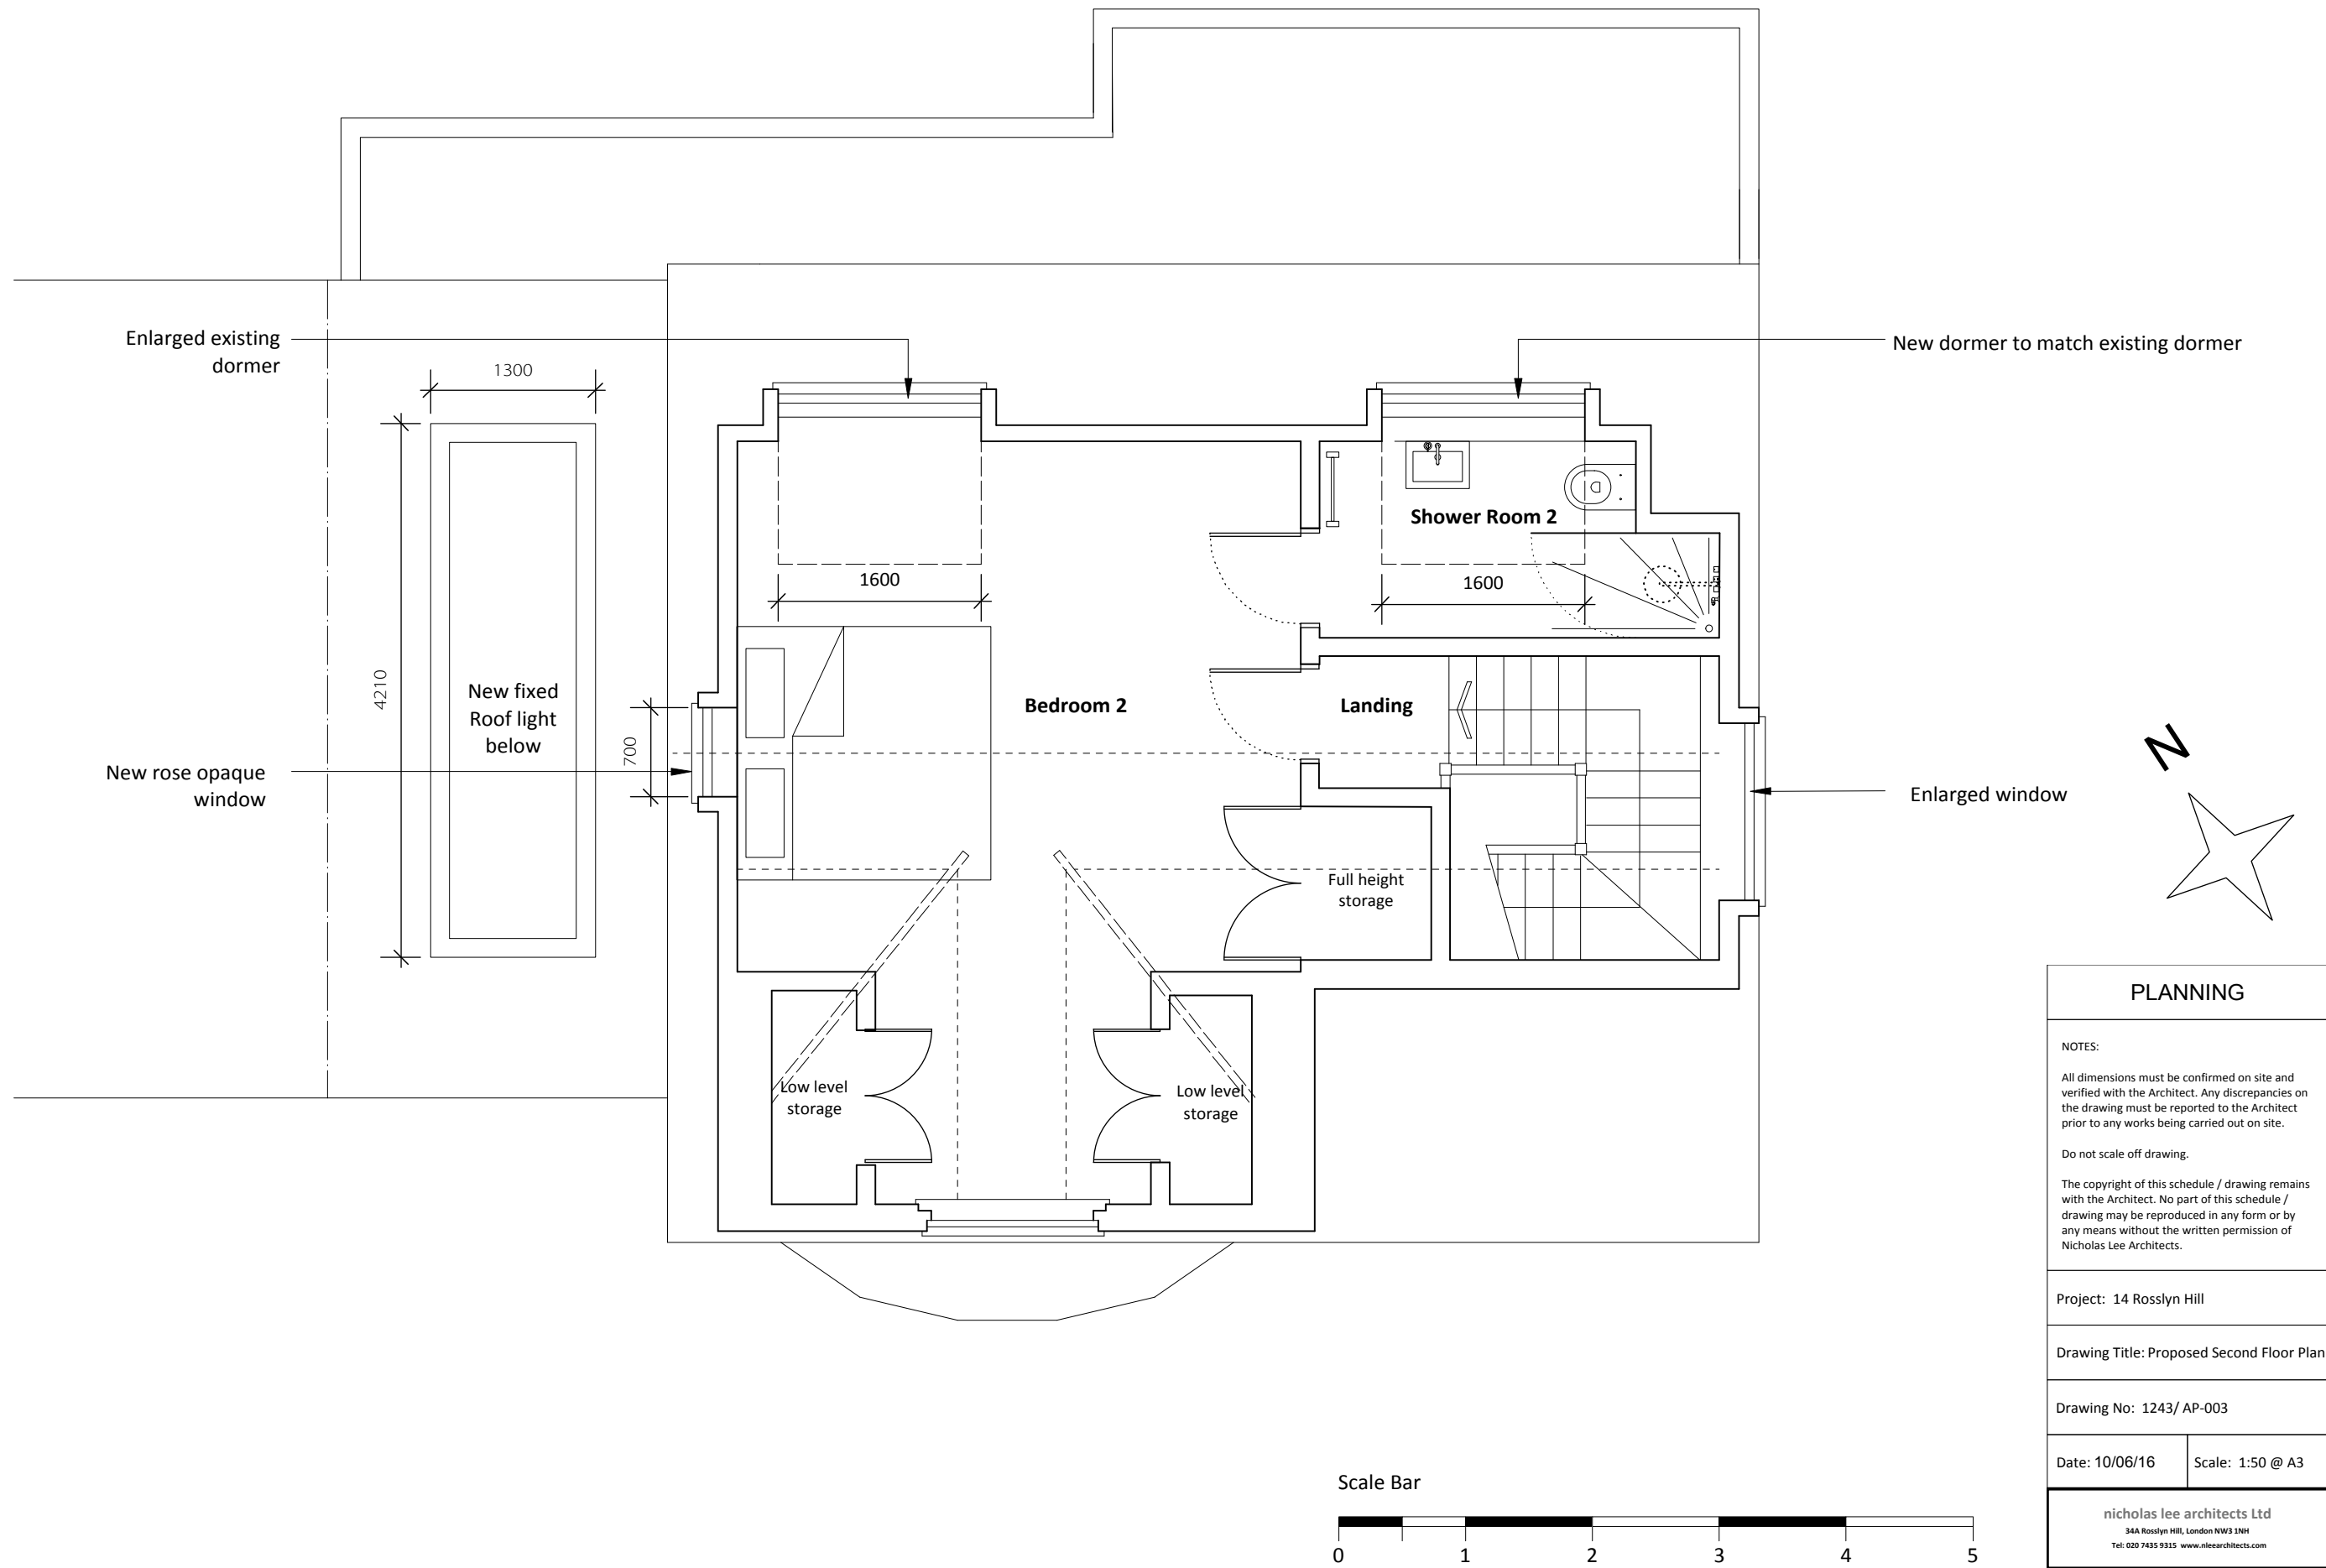 Enlarged existing
dormer
1300
New dormer to match existing dormer
Shower Room 2
1600
1600
4210
New fixed
Roof light
below
700
Bedroom 2
Landing
N
New rose opaque
window
Enlarged window
Full height
storage
Low level
storage
Low level
storage
PLANNING
NOTES:
All dimensions must be confirmed on site and
verified with the Architect. Any discrepancies on
the drawing must be reported to the Architect
prior to any works being carried out on site.
Do not scale off drawing.
The copyright of this schedule / drawing remains
with the Architect. No part of this schedule /
drawing may be reproduced in any form or by
any means without the written permission of
Nicholas Lee Architects.
Project: 14 Rosslyn Hill
Drawing Title: Proposed Second Floor Plan
Drawing No: 1243/ AP-003
Date: 10/06/16 Scale: 1:50 @ A3
nicholas lee architects Ltd
34A Rosslyn Hill, London NW3 1NH
Tel: 020 7435 9315 www.nleearchitects.com
Scale Bar
0 1 2 3 4 5